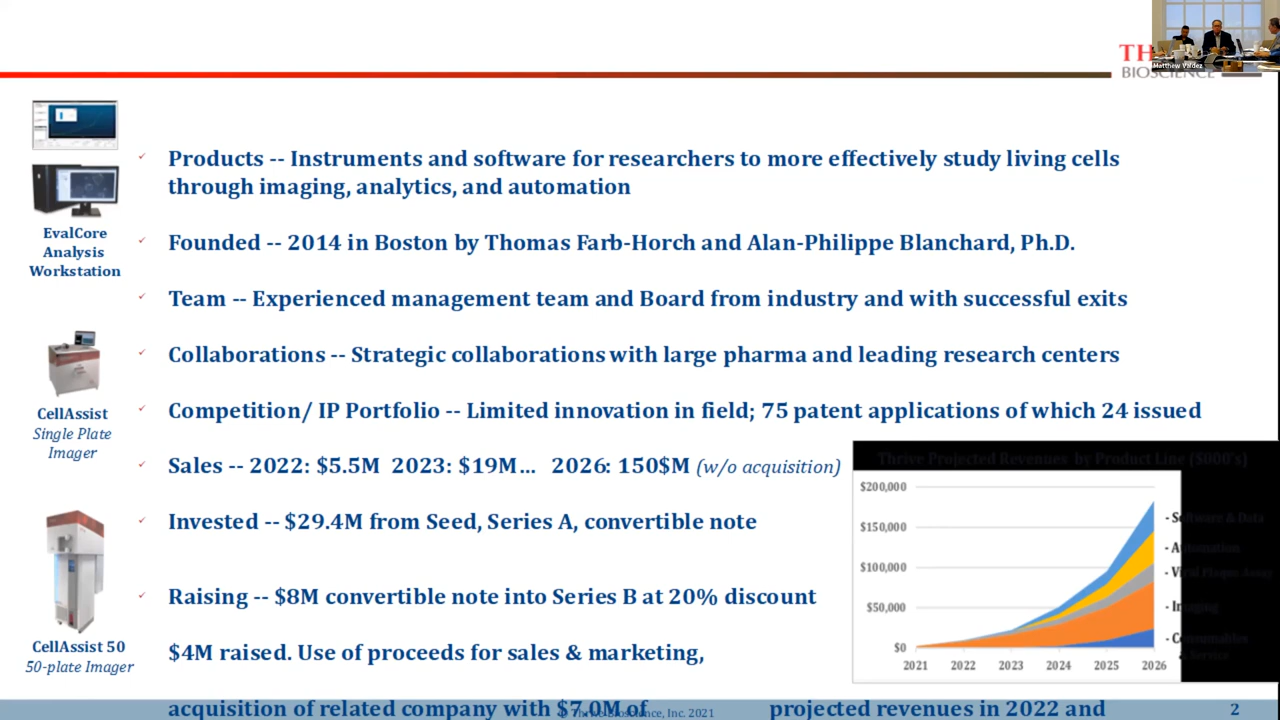 TH
BIOSCIENCE
Matthew Valdez
Products -- Instruments and software for researchers to more effectively study living cells
through imaging, analytics, and automation
EvalCore
Analysis
Workstation
Founded -- 2014 in Boston by Thomas Farb-Horch and Alan-Philippe Blanchard, Ph.D.
Team -- Experienced management team and Board from industry and with successful exits
Collaborations -- Strategic collaborations with large pharma and leading research centers
CellAssist
Single Plate
Imager
Competition/ IP Portfolio -- Limited innovation in field; 75 patent applications of which 24 issued
Sales -- 2022: $5.5M 2023: $19M... 2026: 150$M (w/o acquisition)
Invested -- $29.4M from Seed, Series A, convertible note
Raising -- $8M convertible note into Series B at 20% discount
$4M raised. Use of proceeds for sales & marketing,
acquisition of related company with $7.0M of projected revenues in 2022 and
CellAssist 50
50-plate Imager
Thrive Projected Revenues by Product Line ($000's)
$200,000
$150,000
$100,000
$50,000
$0
2021 2022 2023 2024 2025 2026
- Software & Data
- Automation
- Viral Plaque Assay
- Imaging
- Consumables
& Service
© Thrive Bioscience, Inc. 2021
2